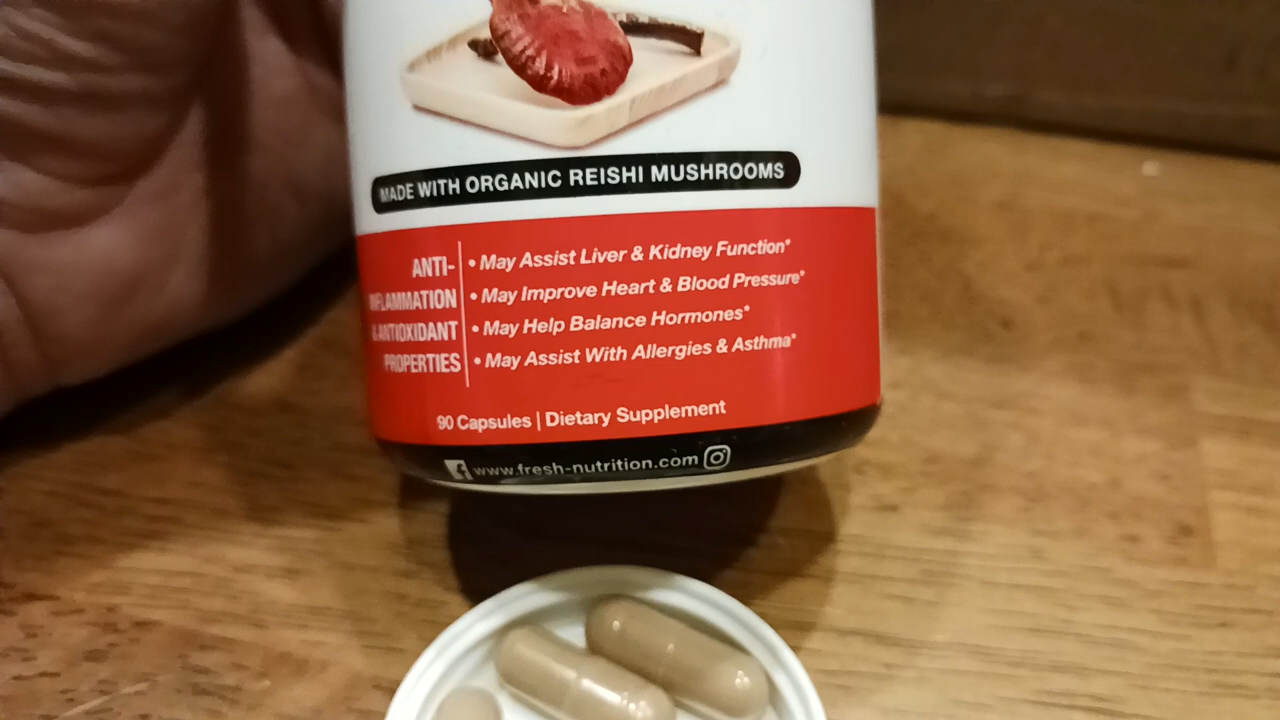 MADE WITH ORGANIC REISHI MUSHROOMS
ANTI-
INFLAMMATION
& ANTIOXIDANT
PROPERTIES
• May Assist Liver & Kidney Function*
• May Improve Heart & Blood Pressure*
• May Help Balance Hormones*
• May Assist With Allergies & Asthma*
90 Capsules | Dietary Supplement
www.fresh-nutrition.com